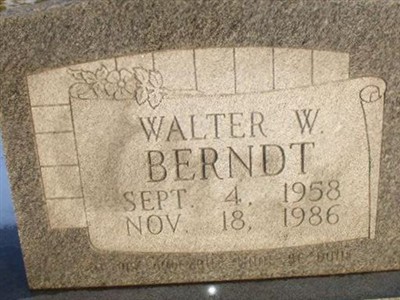 WALTER W.
BERNDT
SEPT. 4, 1958
NOV. 18, 1986